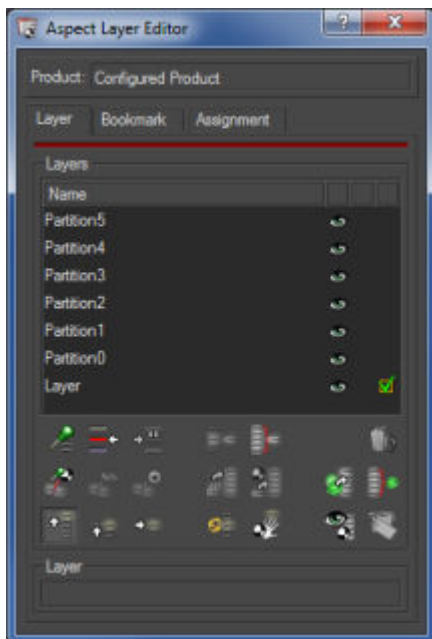 Aspect Layer Editor
Product: Configured Product
Layer Bookmark Assignment
Layers
Name
Partition5
Partition4
Partition3
Partition2
Partition1
Partition0
Layer
Layer